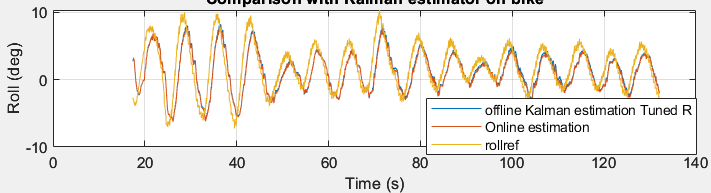 Comparison with Kalman estimator on bike
10
0
-10
Roll (deg)
0 20 40 60 80 100 120 140
Time (s)
offline Kalman estimation Tuned R
Online estimation
rollref